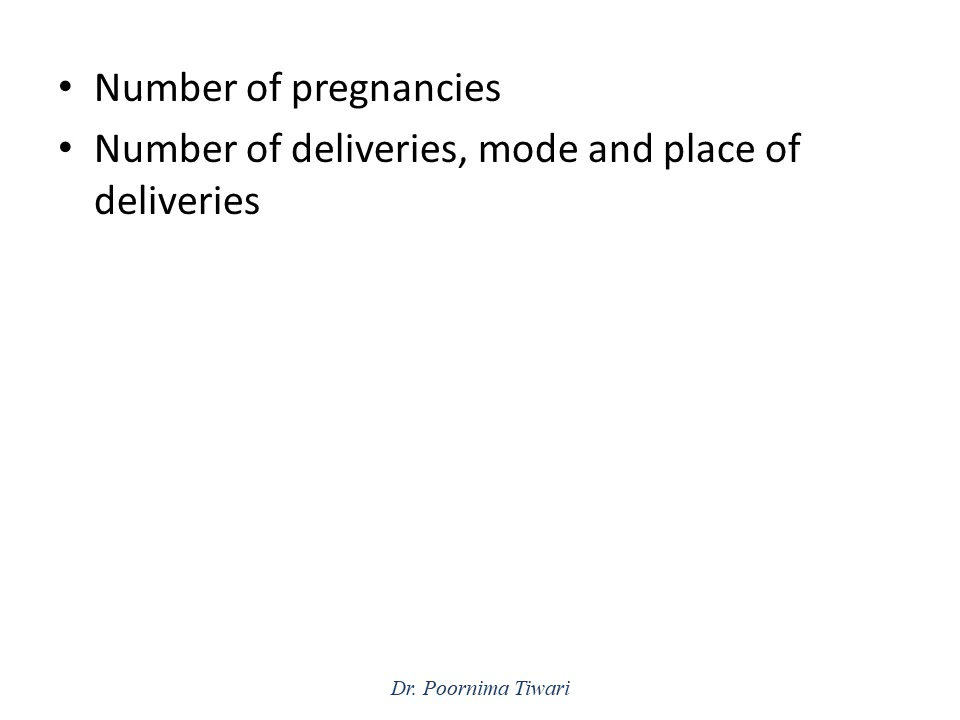 • Number of pregnancies
• Number of deliveries, mode and place of
deliveries
Dr. Poornima Tiwari